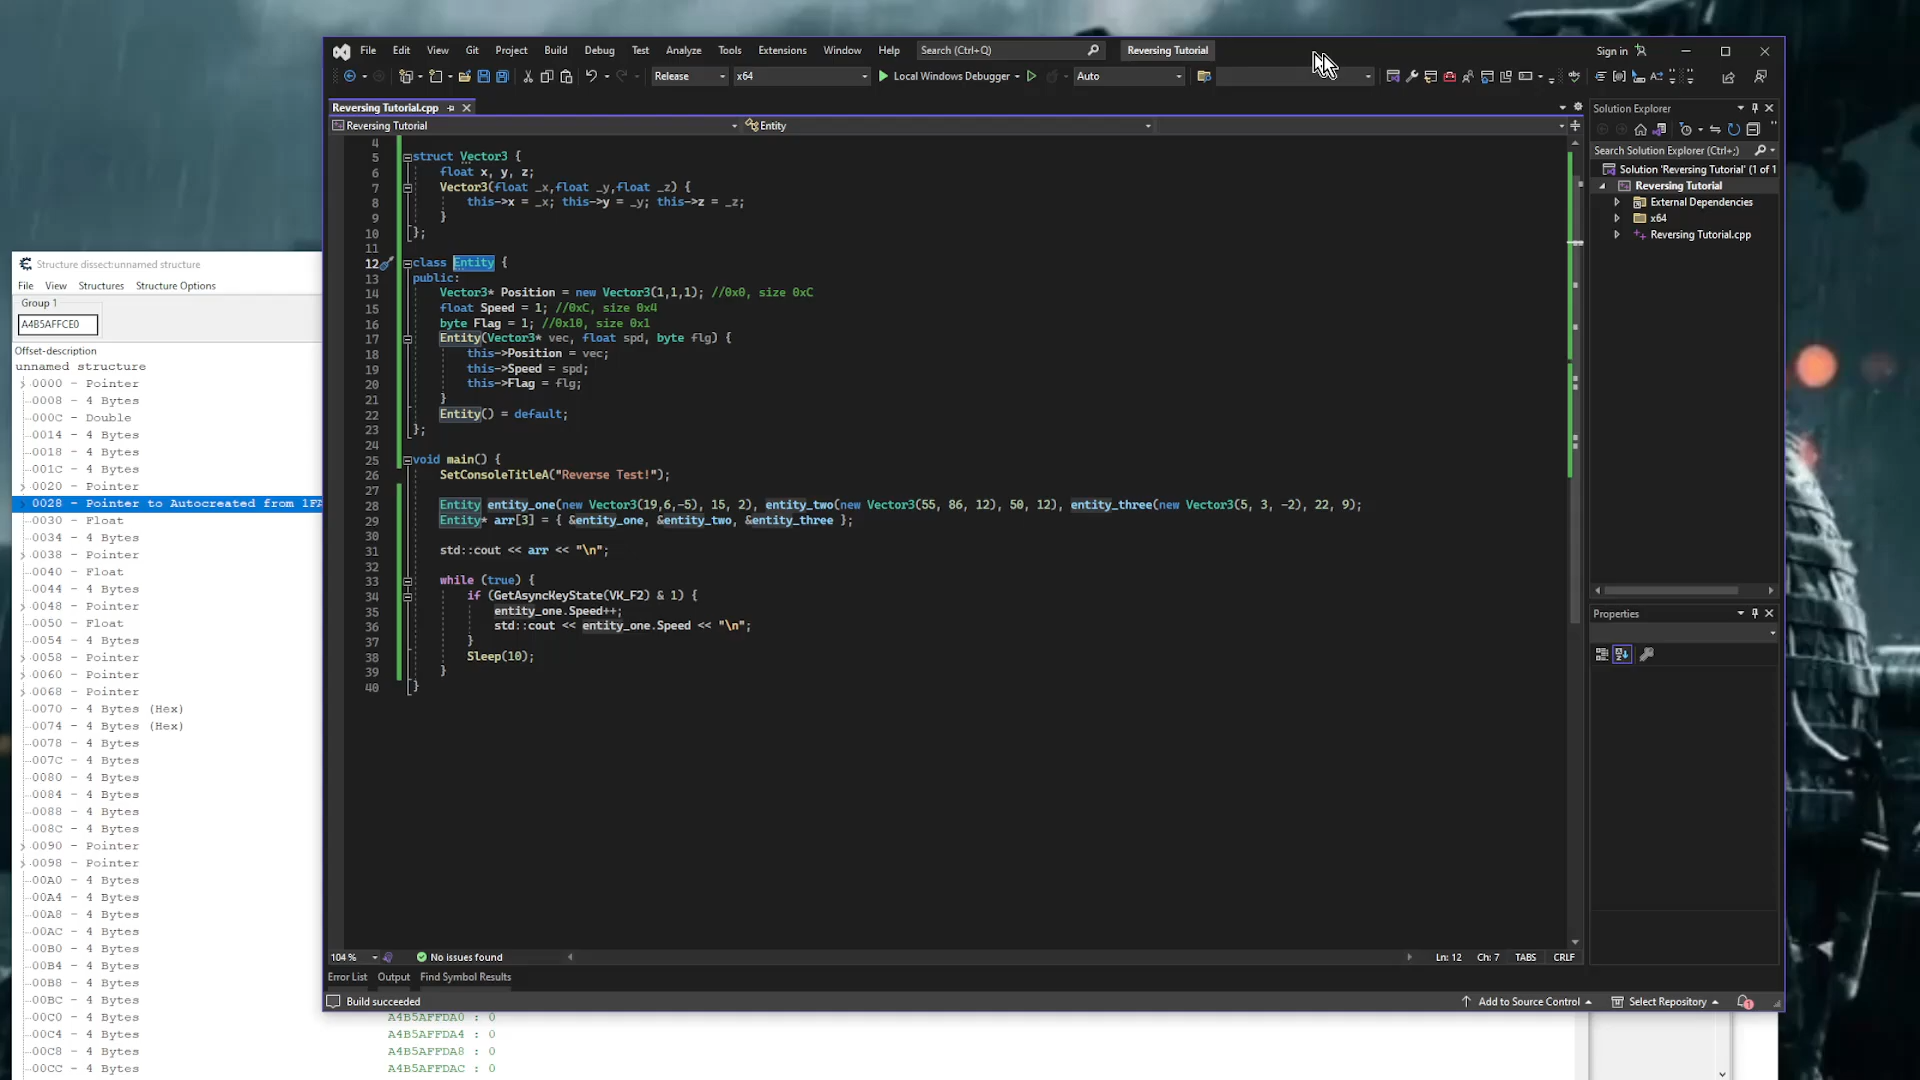 File Edit View Git Project Build Debug Test Analyze Tools Extensions Window Help Search (Ctrl+Q) Reversing Tutorial Sign in
Release x64 Local Windows Debugger Auto
Reversing Tutorial.cpp
Reversing Tutorial Entity
4
5 struct Vector3 {
6 float x, y, z;
7 Vector3(float _x,float _y,float _z) {
8 this->x = _x; this->y = _y; this->z = _z;
9 }
10 };
11
12 class Entity {
13 public:
14 Vector3* Position = new Vector3(1,1,1); //0x0, size 0xC
15 float Speed = 1; //0xC, size 0x4
16 byte Flag = 1; //0x10, size 0x1
17 Entity(Vector3* vec, float spd, byte flg) {
18 this->Position = vec;
19 this->Speed = spd;
20 this->Flag = flg;
21 }
22 Entity() = default;
23 };
24
25 void main() {
26 SetConsoleTitleA("Reverse Test!");
27
28 Entity entity_one(new Vector3(19,6,-5), 15, 2), entity_two(new Vector3(55, 86, 12), 50, 12), entity_three(new Vector3(5, 3, -2), 22, 9);
29 Entity* arr[3] = { &entity_one, &entity_two, &entity_three };
30
31 std::cout << arr << "\n";
32
33 while (true) {
34 if (GetAsyncKeyState(VK_F2) & 1) {
35 entity_one.Speed++;
36 std::cout << entity_one.Speed << "\n";
37 }
38 Sleep(10);
39 }
40 }
104 % No issues found Ln: 12 Ch: 7 TABS CRLF
Error List Output Find Symbol Results
Build succeeded Add to Source Control Select Repository 1
Solution Explorer
Search Solution Explorer (Ctrl+;)
Solution 'Reversing Tutorial' (1 of 1
Reversing Tutorial
External Dependencies
x64
Reversing Tutorial.cpp
Properties
Structure dissect:unnamed structure
File View Structures Structure Options
Group 1
A4B5AFFCE0
Offset-description
unnamed structure
0000 - Pointer
0008 - 4 Bytes
000C - Double
0014 - 4 Bytes
0018 - 4 Bytes
001C - 4 Bytes
0020 - Pointer
0028 - Pointer to Autocreated from 1FA
0030 - Float
0034 - 4 Bytes
0038 - Pointer
0040 - Float
0044 - 4 Bytes
0048 - Pointer
0050 - Float
0054 - 4 Bytes
0058 - Pointer
0060 - Pointer
0068 - Pointer
0070 - 4 Bytes (Hex)
0074 - 4 Bytes (Hex)
0078 - 4 Bytes
007C - 4 Bytes
0080 - 4 Bytes
0084 - 4 Bytes
0088 - 4 Bytes
008C - 4 Bytes
0090 - Pointer
0098 - Pointer
00A0 - 4 Bytes
00A4 - 4 Bytes
00A8 - 4 Bytes
00AC - 4 Bytes
00B0 - 4 Bytes
00B4 - 4 Bytes
00B8 - 4 Bytes
00BC - 4 Bytes
00C0 - 4 Bytes A4B5AFFDA0 : 0
00C4 - 4 Bytes A4B5AFFDA4 : 0
00C8 - 4 Bytes A4B5AFFDA8 : 0
00CC - 4 Bytes A4B5AFFDAC : 0